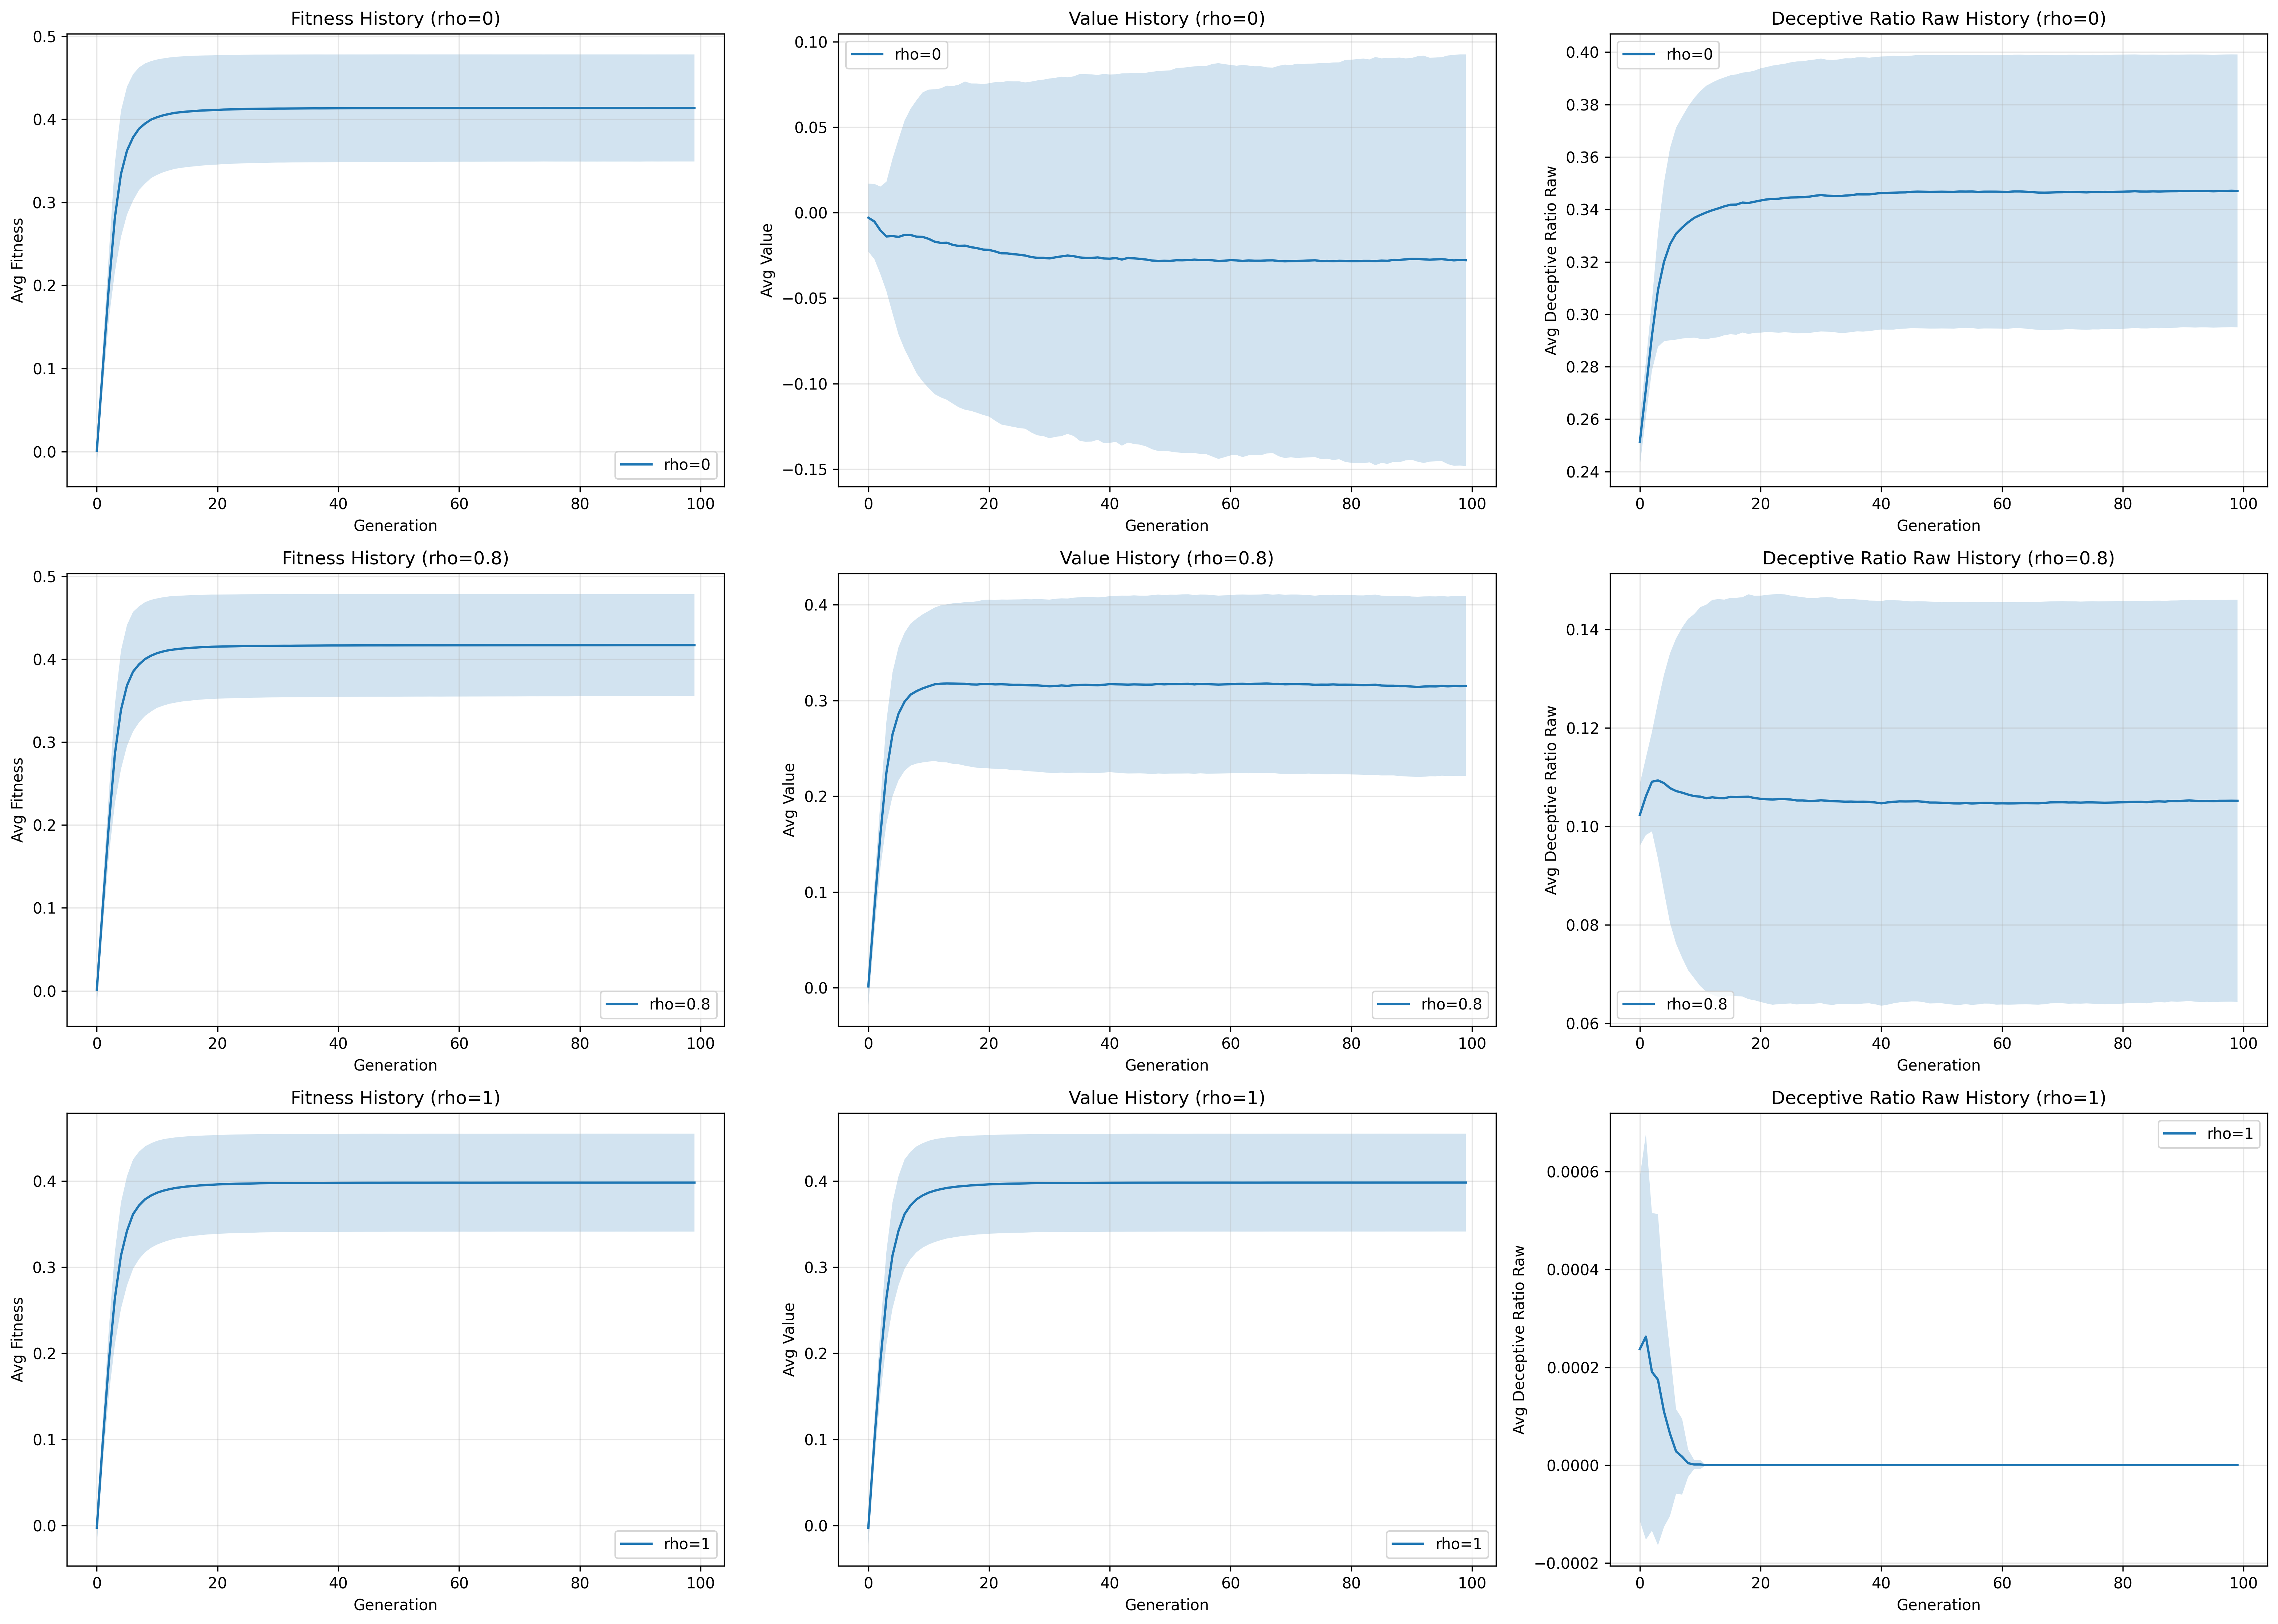 Fitness History (rho=0)
Avg Fitness
0.5
0.4
0.3
0.2
0.1
0.0
rho=0
0 20 40 60 80 100
Generation
Value History (rho=0)
Avg Value
0.10
0.05
0.00
−0.05
−0.10
−0.15
rho=0
0 20 40 60 80 100
Generation
Deceptive Ratio Raw History (rho=0)
Avg Deceptive Ratio Raw
0.40
0.38
0.36
0.34
0.32
0.30
0.28
0.26
0.24
rho=0
0 20 40 60 80 100
Generation
Fitness History (rho=0.8)
Avg Fitness
0.5
0.4
0.3
0.2
0.1
0.0
rho=0.8
0 20 40 60 80 100
Generation
Value History (rho=0.8)
Avg Value
0.4
0.3
0.2
0.1
0.0
rho=0.8
0 20 40 60 80 100
Generation
Deceptive Ratio Raw History (rho=0.8)
Avg Deceptive Ratio Raw
0.14
0.12
0.10
0.08
0.06
rho=0.8
0 20 40 60 80 100
Generation
Fitness History (rho=1)
Avg Fitness
0.4
0.3
0.2
0.1
0.0
rho=1
0 20 40 60 80 100
Generation
Value History (rho=1)
Avg Value
0.4
0.3
0.2
0.1
0.0
rho=1
0 20 40 60 80 100
Generation
Deceptive Ratio Raw History (rho=1)
Avg Deceptive Ratio Raw
0.0006
0.0004
0.0002
0.0000
−0.0002
rho=1
0 20 40 60 80 100
Generation